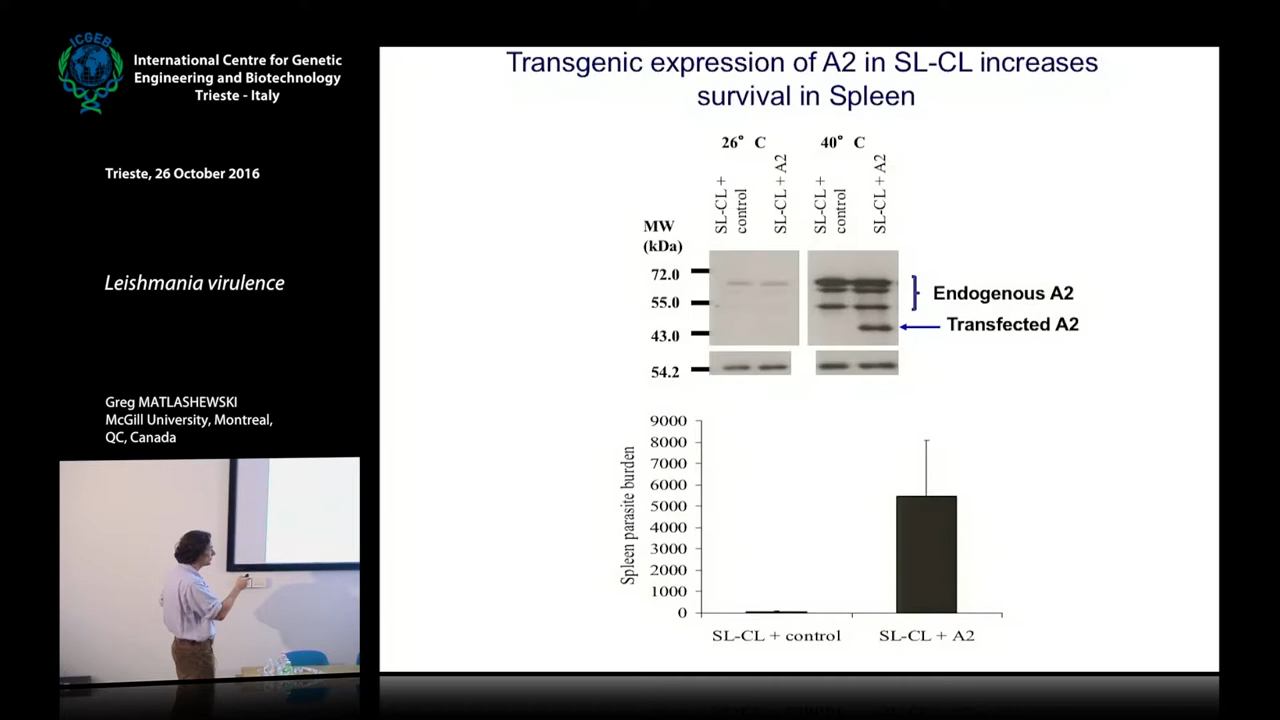 ICGEB
International Centre for Genetic
Engineering and Biotechnology
Trieste - Italy
Trieste, 26 October 2016
Leishmania virulence
Greg MATLASHEWSKI
McGill University, Montreal,
QC, Canada
Transgenic expression of A2 in SL-CL increases
survival in Spleen
26° C
40° C
SL-CL +
control
SL-CL + A2
SL-CL +
control
SL-CL + A2
MW
(kDa)
72.0
55.0
43.0
54.2
Endogenous A2
Transfected A2
Spleen parasite burden
9000
8000
7000
6000
5000
4000
3000
2000
1000
0
SL-CL + control
SL-CL + A2